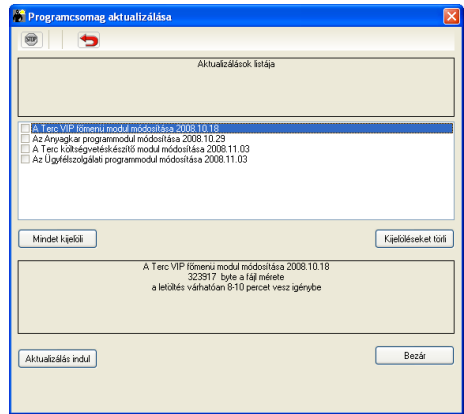 Programcsomag aktualizálása
STOP
Aktualizálások listája
A Terc VIP főmenü modul módosítása 2008.10.18
Az Anyagkar programmodul módosítása 2008.10.29
A Terc költségvetéskészítő modul módosítása 2008.11.03
Az Ügyfélszolgálati programmodul módosítása 2008.11.03
Mindet kijelöli
Kijelöléseket törli
A Terc VIP főmenü modul módosítása 2008.10.18
323917 byte a fájl mérete
a letöltés várhatóan 8-10 percet vesz igénybe
Aktualizálás indul
Bezár